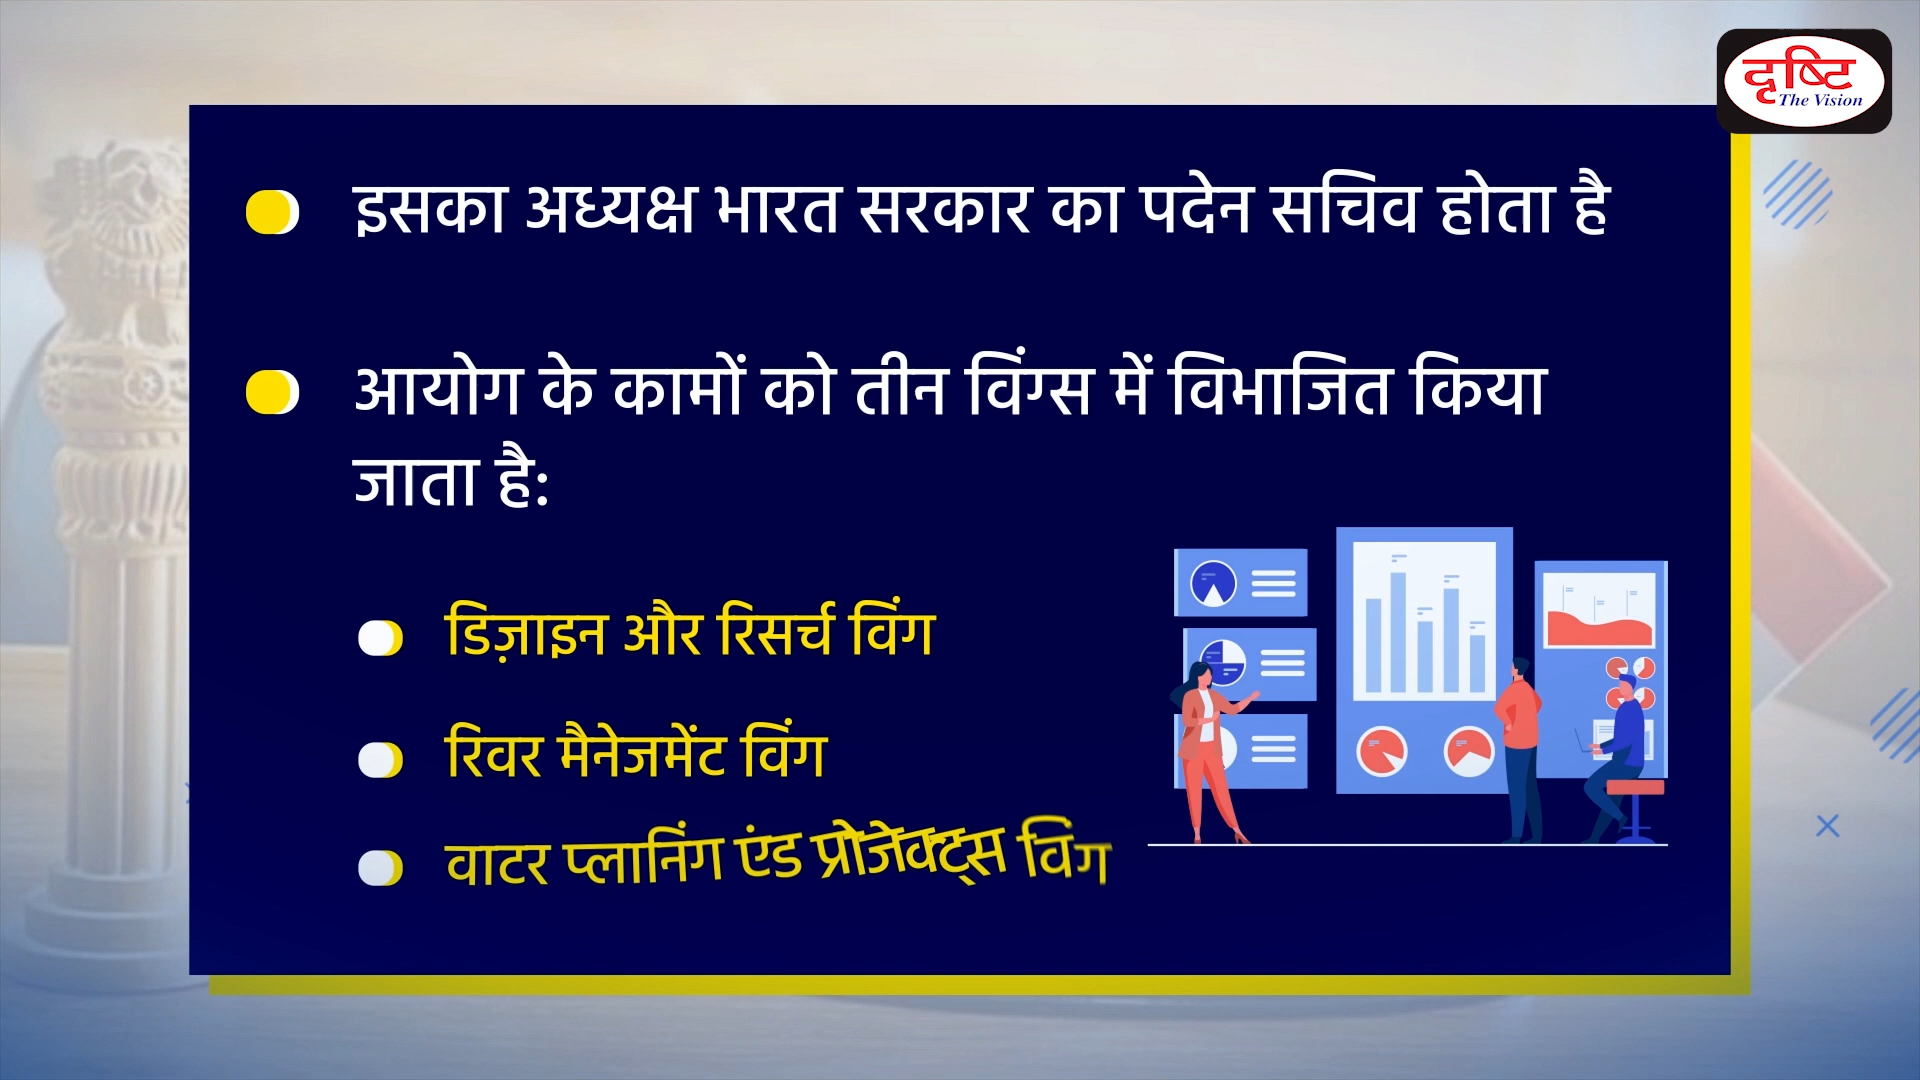 दृष्टि
The Vision
इसका अध्यक्ष भारत सरकार का पदेन सचिव होता है
आयोग के कामों को तीन विंग्स में विभाजित किया
जाता है:
डिज़ाइन और रिसर्च विंग
रिवर मैनेजमेंट विंग
वाटर प्लानिंग एंड प्रोजेक्ट्स विंग